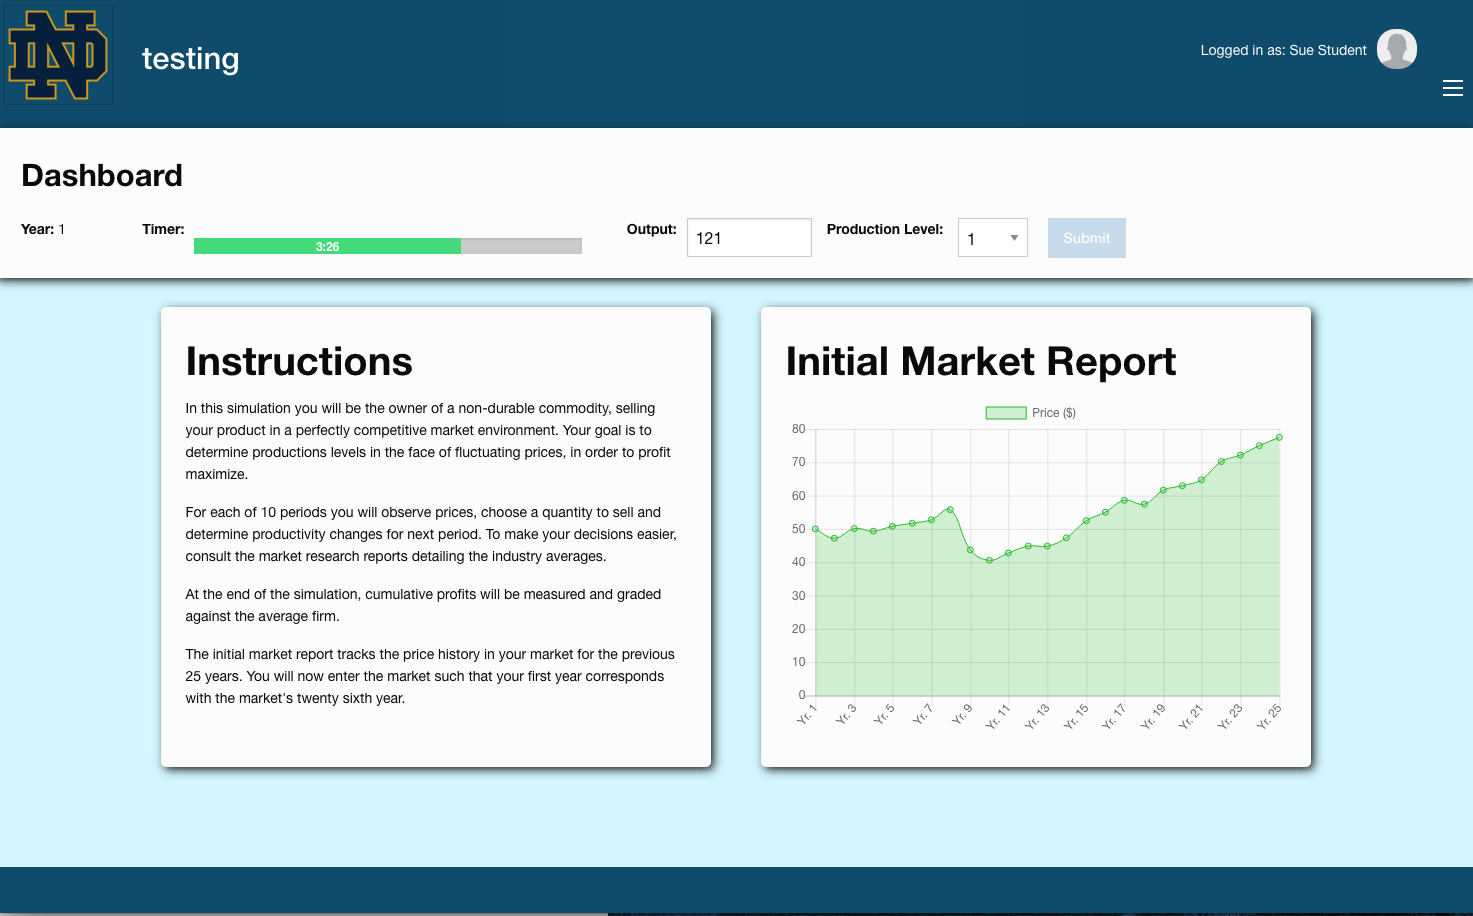 ND
testing
Logged in as: Sue Student
Dashboard
Year: 1
Timer:
3:26
Output:
121
Production Level:
1
Submit
Instructions
In this simulation you will be the owner of a non-durable commodity, selling
your product in a perfectly competitive market environment. Your goal is to
determine productions levels in the face of fluctuating prices, in order to profit
maximize.
For each of 10 periods you will observe prices, choose a quantity to sell and
determine productivity changes for next period. To make your decisions easier,
consult the market research reports detailing the industry averages.
At the end of the simulation, cumulative profits will be measured and graded
against the average firm.
The initial market report tracks the price history in your market for the previous
25 years. You will now enter the market such that your first year corresponds
with the market's twenty sixth year.
Initial Market Report
Price ($)
80
70
60
50
40
30
20
10
0
Yr. 1
Yr. 3
Yr. 5
Yr. 7
Yr. 9
Yr. 11
Yr. 13
Yr. 15
Yr. 17
Yr. 19
Yr. 21
Yr. 23
Yr. 25